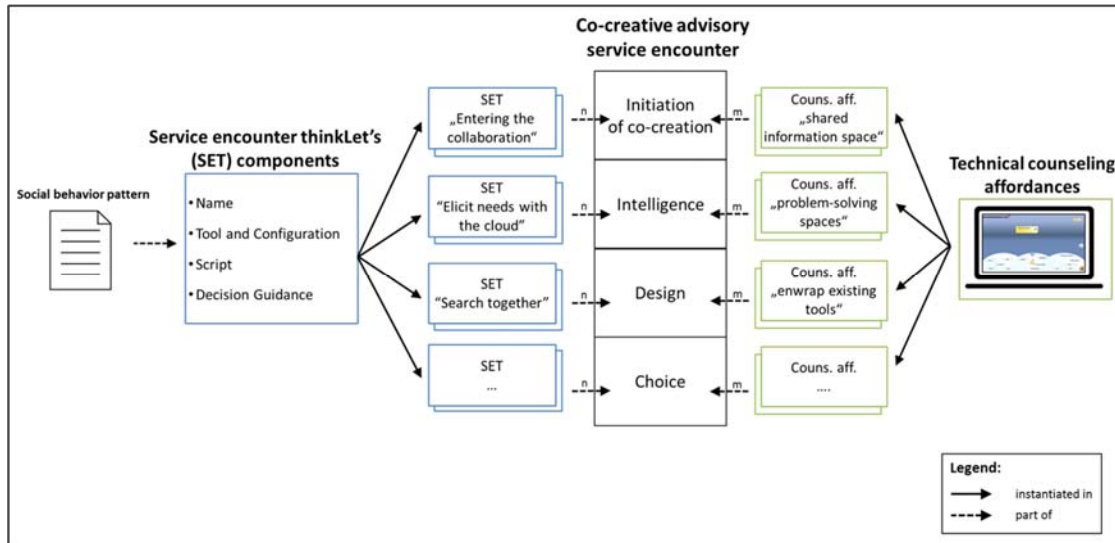 Co-creative advisory
service encounter
Service encounter thinkLet's
(SET) components
Social behavior pattern
• Name
• Tool and Configuration
• Script
• Decision Guidance
SET
„Entering the
collaboration“
n
Initiation
of co-creation
m
Couns. aff.
„shared
information space“
SET
“Elicit needs with
the cloud”
n
Intelligence
m
Couns. aff.
„problem-solving
spaces“
SET
“Search together”
n
Design
m
Couns. aff.
„enwrap existing
tools“
SET
...
n
Choice
m
Couns. aff.
....
Technical counseling
affordances
Legend:
instantiated in
part of